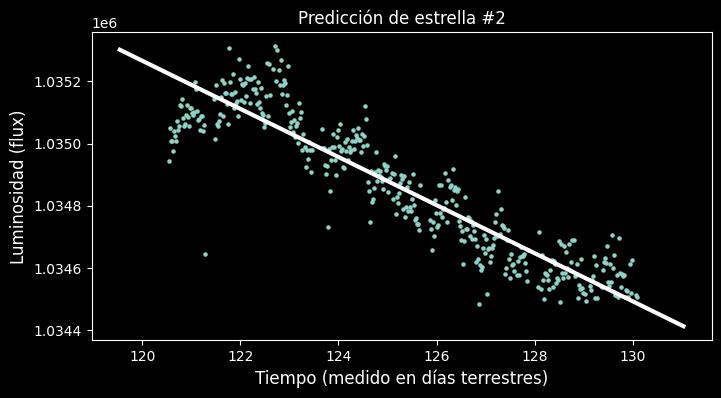 Predicción de estrella #2
1e6
1.0352
1.0350
1.0348
1.0346
1.0344
Luminosidad (flux)
120 122 124 126 128 130
Tiempo (medido en días terrestres)